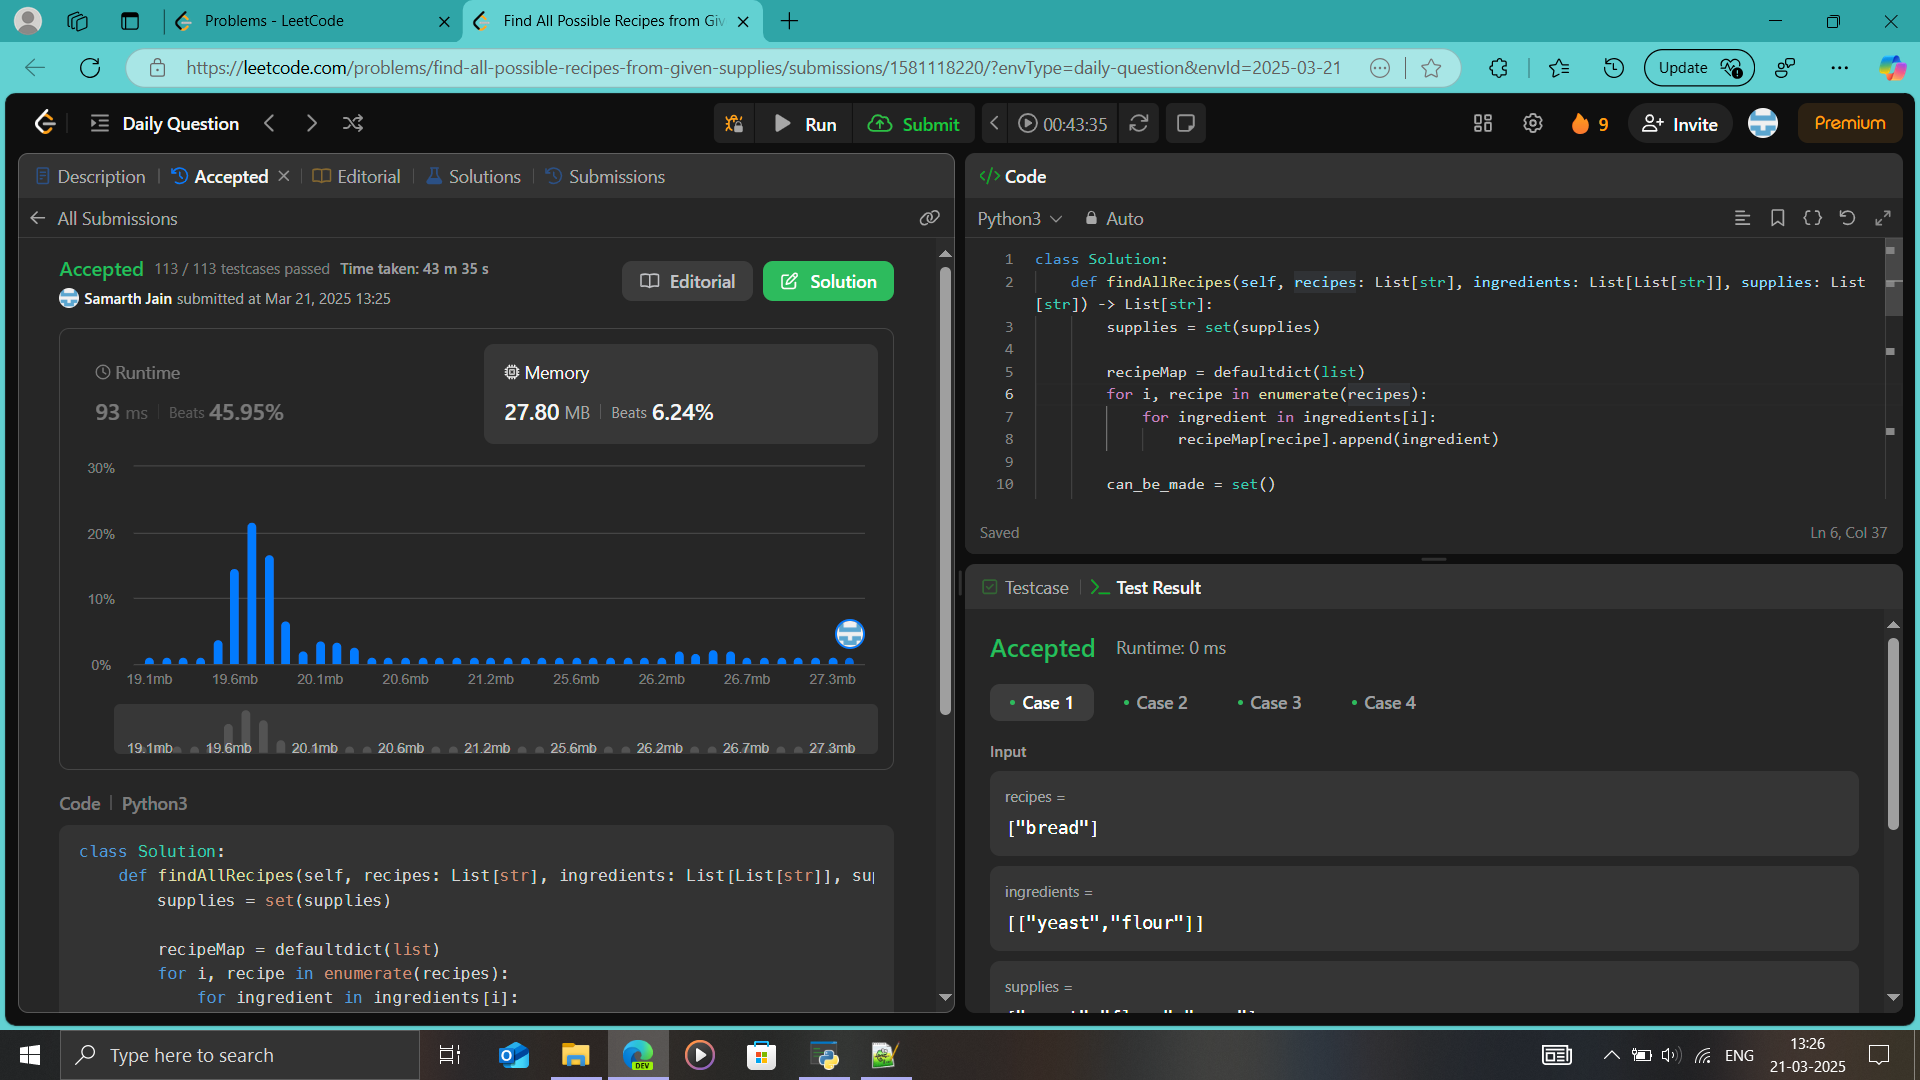 Problems - LeetCode
Find All Possible Recipes from Giv
https://leetcode.com/problems/find-all-possible-recipes-from-given-supplies/submissions/1581118220/?envType=daily-question&envId=2025-03-21
Update
Daily Question
Run
Submit
00:43:35
9
Invite
Premium
Description
Accepted
Editorial
Solutions
Submissions
All Submissions
Accepted 113 / 113 testcases passed Time taken: 43 m 35 s
Samarth Jain submitted at Mar 21, 2025 13:25
Editorial
Solution
Runtime
93 ms Beats 45.95%
Memory
27.80 MB Beats 6.24%
30%
20%
10%
0%
19.1mb 19.6mb 20.1mb 20.6mb 21.2mb 25.6mb 26.2mb 26.7mb 27.3mb
19.1mb 19.6mb 20.1mb 20.6mb 21.2mb 25.6mb 26.2mb 26.7mb 27.3mb
Code | Python3
class Solution:
    def findAllRecipes(self, recipes: List[str], ingredients: List[List[str]], sup
        supplies = set(supplies)
        recipeMap = defaultdict(list)
        for i, recipe in enumerate(recipes):
            for ingredient in ingredients[i]:
</> Code
Python3
Auto
1 class Solution:
2     def findAllRecipes(self, recipes: List[str], ingredients: List[List[str]], supplies: List
[str]) -> List[str]:
3         supplies = set(supplies)
4
5         recipeMap = defaultdict(list)
6         for i, recipe in enumerate(recipes):
7             for ingredient in ingredients[i]:
8                 recipeMap[recipe].append(ingredient)
9
10         can_be_made = set()
Saved
Ln 6, Col 37
Testcase
Test Result
Accepted Runtime: 0 ms
Case 1
Case 2
Case 3
Case 4
Input
recipes =
["bread"]
ingredients =
[["yeast","flour"]]
supplies =
Type here to search
DEV
ENG
13:26
21-03-2025